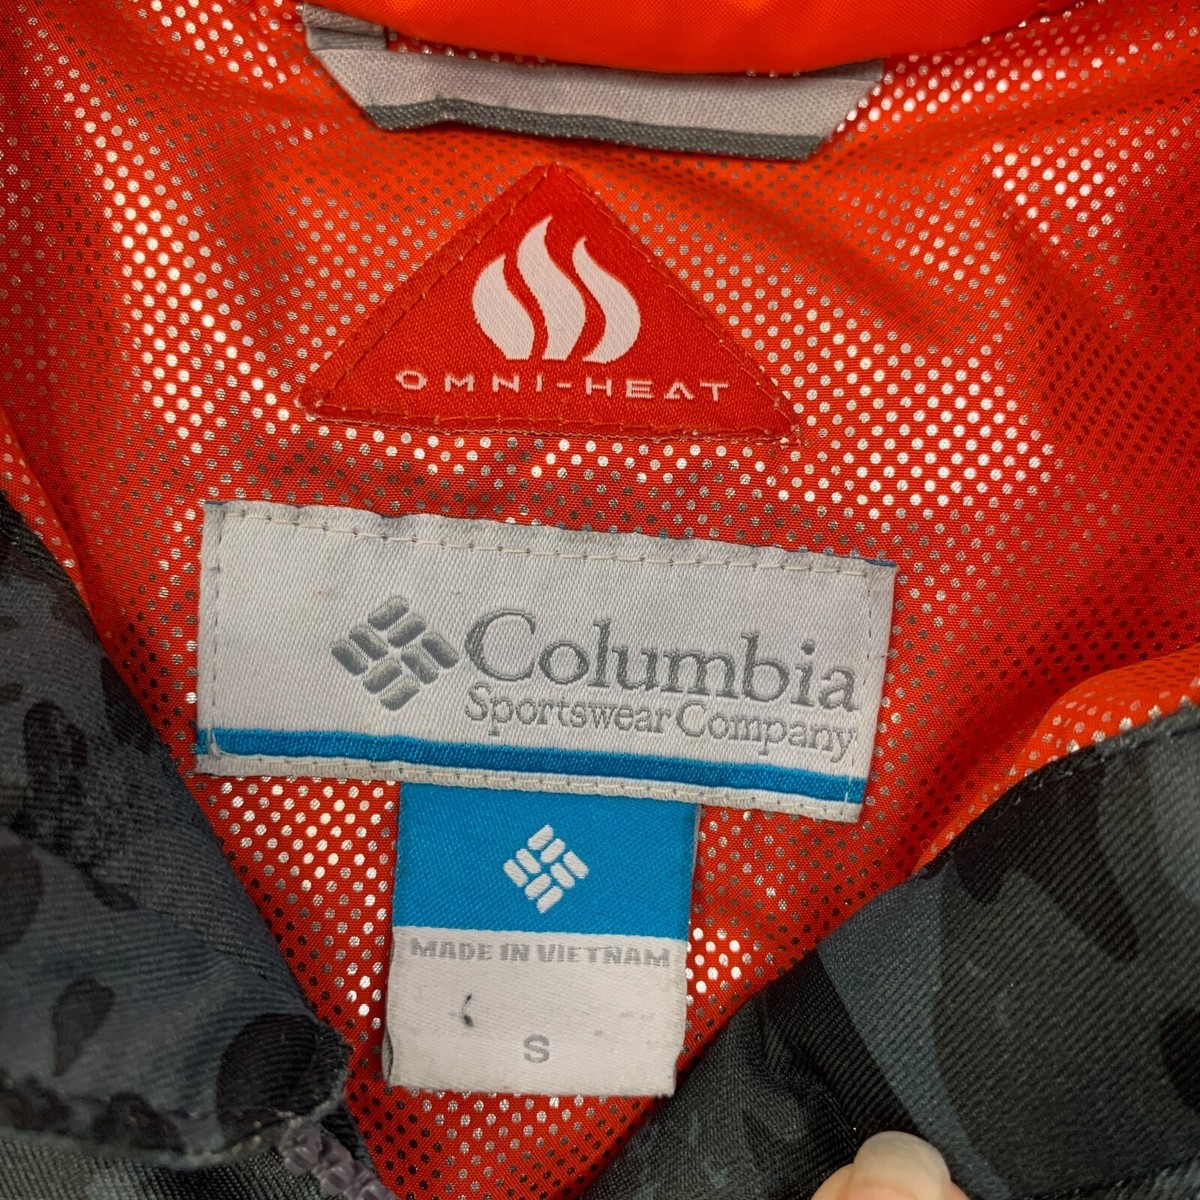 OMNI-HEAT
Columbia
Sportswear Company
MADE IN VIETNAM
S